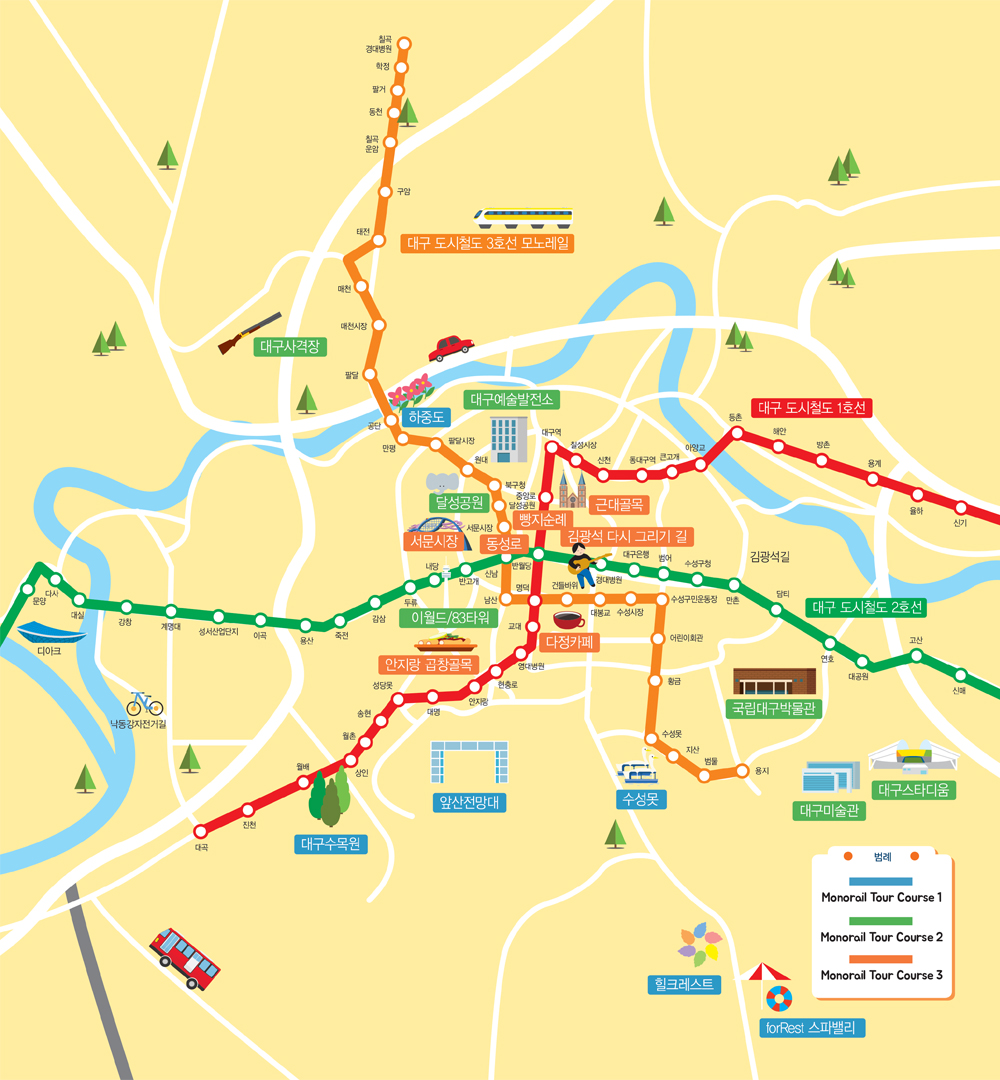 칠곡
경대병원
학정
팔거
동천
칠곡
운암
구암
태전
대구 도시철도 3호선 모노레일
매천
매천시장
대구사격장
팔달
하중도
공단
만평
대구예술발전소
대구 도시철도 1호선
팔달시장
원대
대구역
칠성시장
신천
동대구역
큰고개
아양교
동촌
해안
방촌
용계
율하
신기
북구청
달성공원
중앙로
달성공원
근대골목
빵지순례
서문시장
서문시장
동성로
김광석 다시 그리기 길
김광석길
문양
다사
대실
강창
계명대
성서산업단지
이곡
용산
죽전
감삼
두류
내당
반고개
신남
반월당
경대병원
대구은행
범어
수성구청
만촌
담티
연호
대공원
고산
신매
대구 도시철도 2호선
디아크
이월드/83타워
남산
명덕
건들바위
대봉교
수성시장
수성구민운동장
어린이회관
황금
수성못
지산
범물
용지
교대
다정카페
안지랑 곱창골목
영대병원
현충로
안지랑
대명
성당못
송현
월촌
상인
월배
진천
대곡
낙동강자전거길
국립대구박물관
앞산전망대
수성못
대구스타디움
대구미술관
대구수목원
힐크레스트
forRest 스파밸리
범례
Monorail Tour Course 1
Monorail Tour Course 2
Monorail Tour Course 3